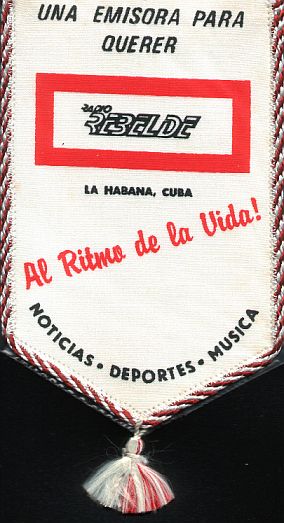 UNA EMISORA PARA
QUERER
RADIO
REBELDE
LA HABANA, CUBA
Al Ritmo de la Vida!
NOTICIAS • DEPORTES • MUSICA